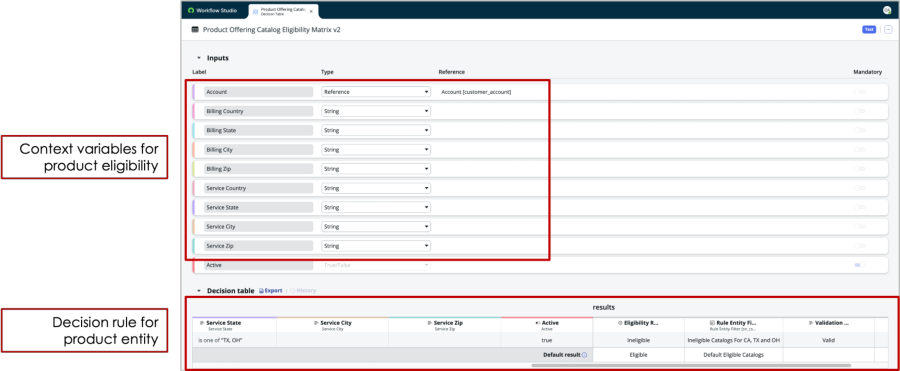 Workflow Studio
Product Offering Catalo
Decision Table
Product Offering Catalog Eligibility Matrix v2
Test
Inputs
Label Type Reference Mandatory
Account Reference Account [customer_account]
Billing Country String
Billing State String
Billing City String
Billing Zip String
Service Country String
Service State String
Service City String
Service Zip String
Active True/False
Context variables for
product eligibility
Decision table Export History
Decision rule for
product entity
results
Service State Service City Service Zip Active Eligibility R... Rule Entity Fi... Validation ...
Service State Service City Service Zip Active
is one of "TX, OH" true Ineligible Ineligible Catalogs For CA, TX and OH Valid
Default result Eligible Default Eligible Catalogs